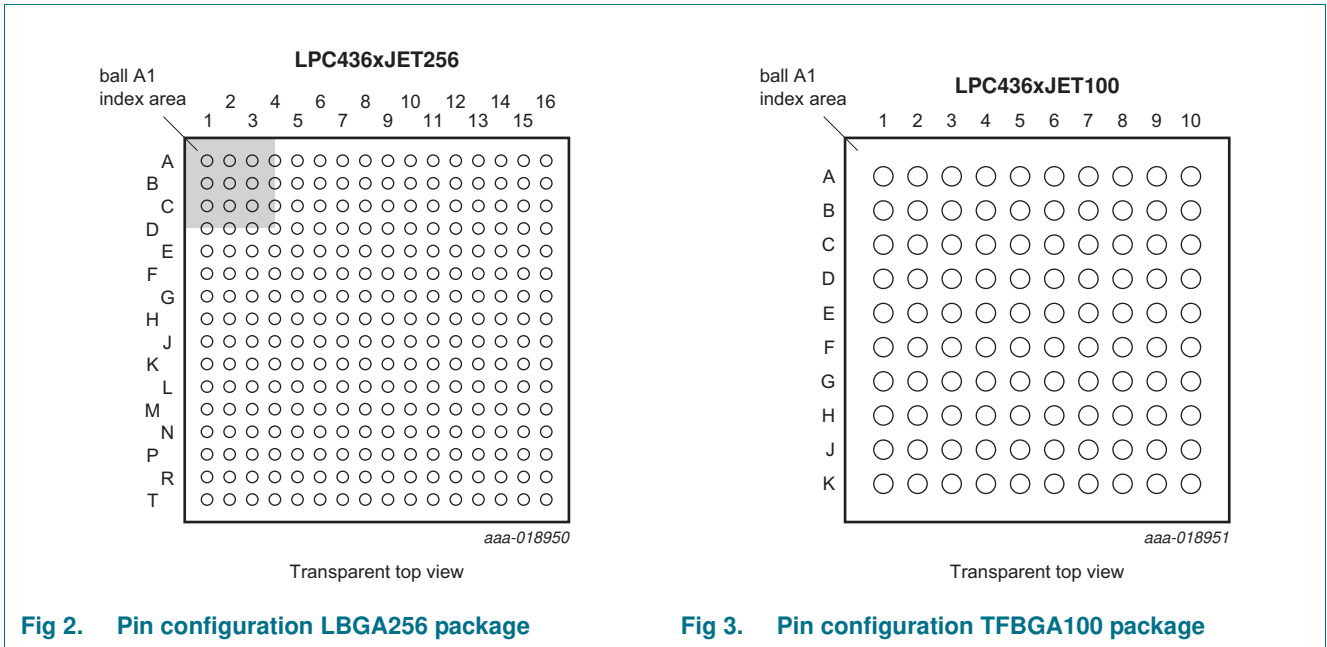 LPC436xJET256
ball A1
index area
2 4 6 8 10 12 14 16
1 3 5 7 9 11 13 15
A
B
C
D
E
F
G
H
J
K
L
M
N
P
R
T
aaa-018950
Transparent top view
Fig 2. Pin configuration LBGA256 package
LPC436xJET100
ball A1
index area
1 2 3 4 5 6 7 8 9 10
A
B
C
D
E
F
G
H
J
K
aaa-018951
Transparent top view
Fig 3. Pin configuration TFBGA100 package